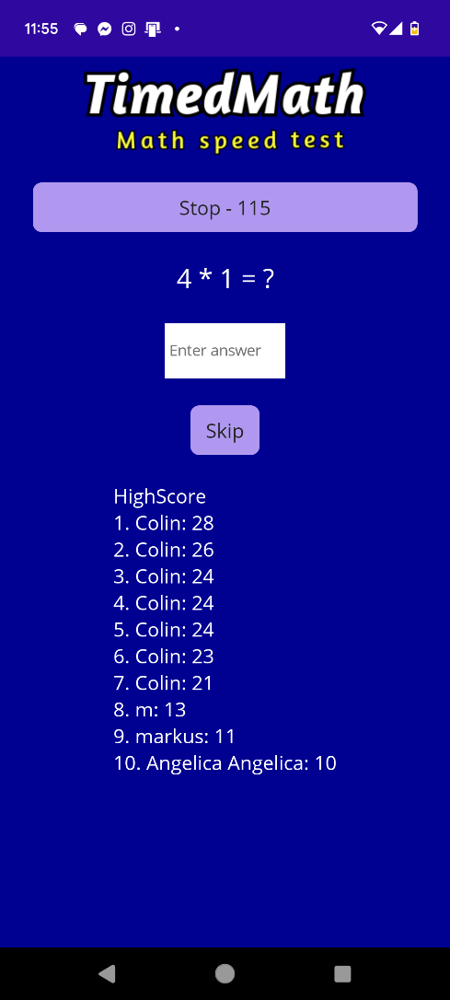 11:55
TimedMath
Math speed test
Stop - 115
4 * 1 = ?
Enter answer
Skip
HighScore
1. Colin: 28
2. Colin: 26
3. Colin: 24
4. Colin: 24
5. Colin: 24
6. Colin: 23
7. Colin: 21
8. m: 13
9. markus: 11
10. Angelica Angelica: 10